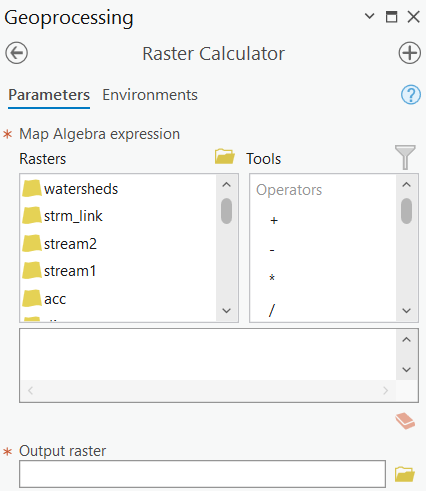 Geoprocessing
Raster Calculator
Parameters Environments
?
* Map Algebra expression
Rasters Tools
watersheds
strm_link
stream2
stream1
acc
Operators
+
-
*
/
* Output raster